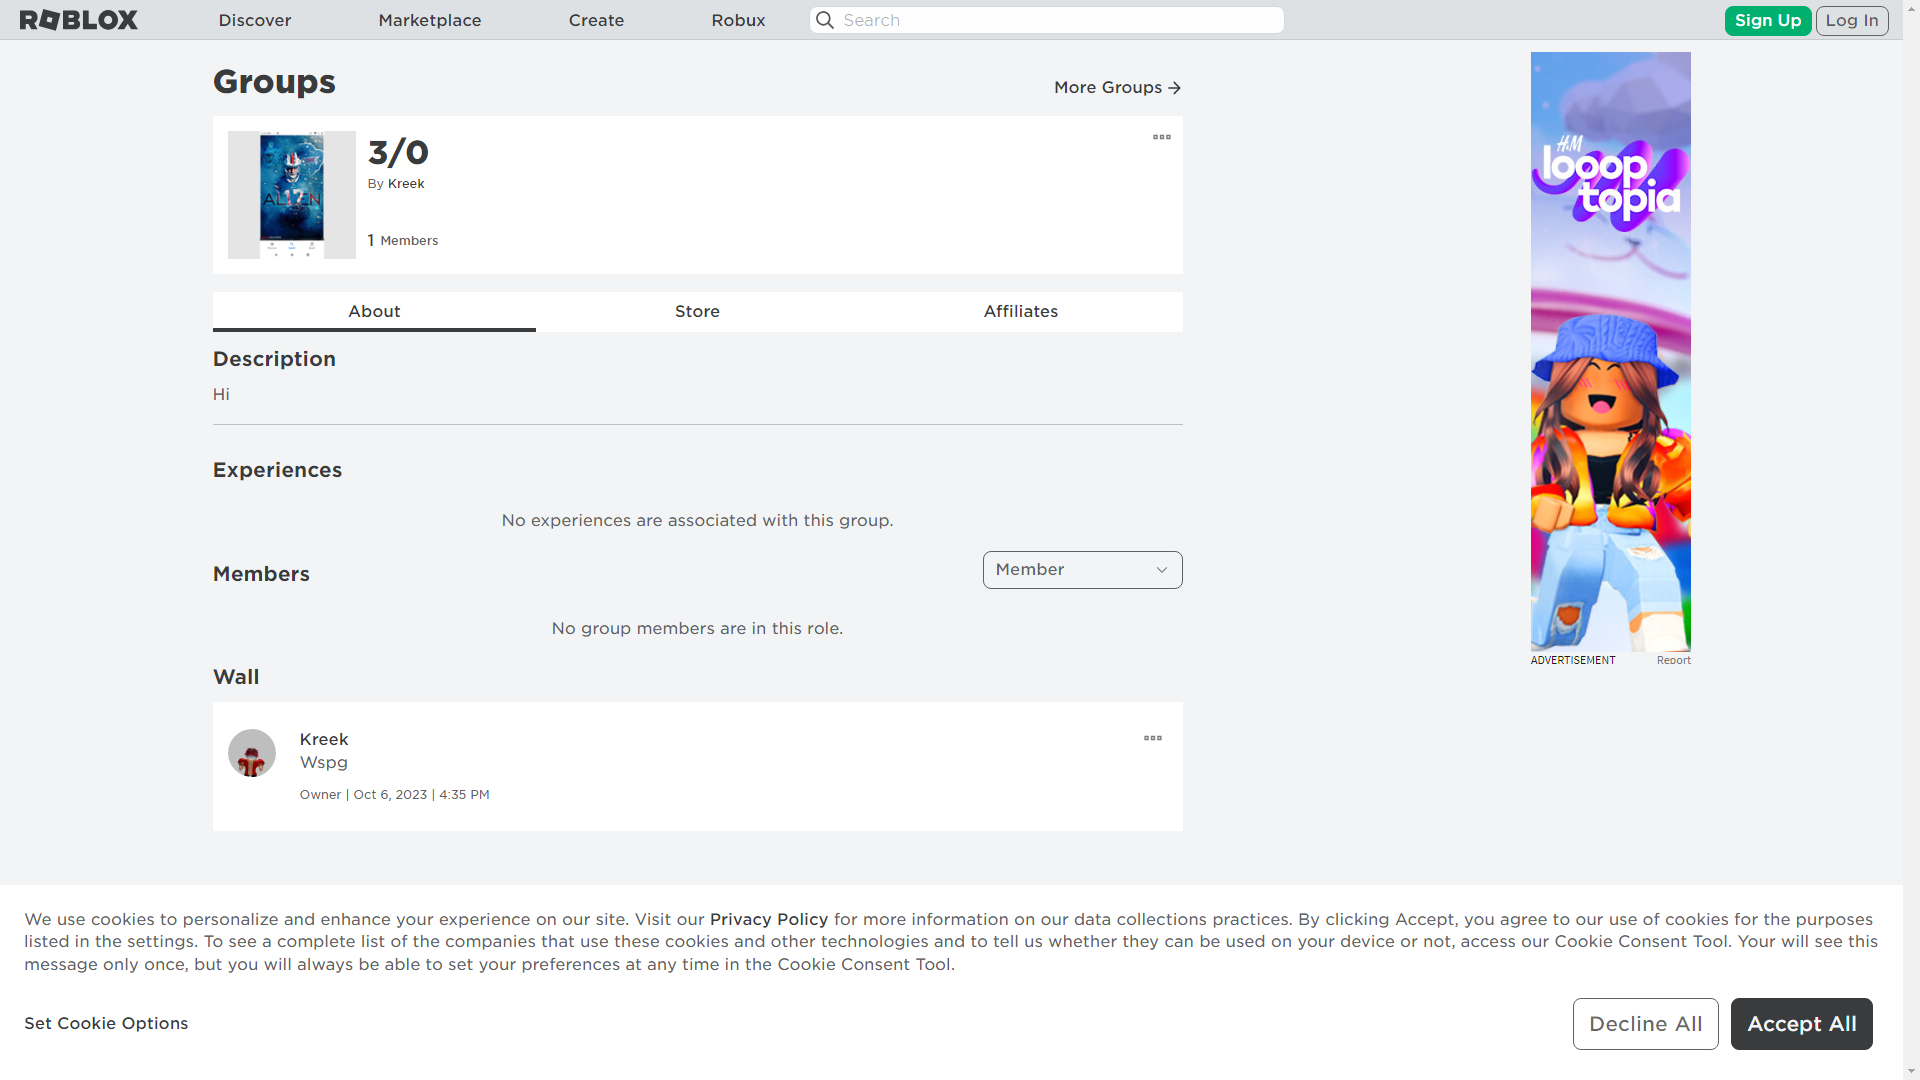 ROBLOX
Discover
Marketplace
Create
Robux
Search
Sign Up
Log In
Groups
More Groups
3/0
By Kreek
ALLEN
17
1 Members
About
Store
Affiliates
Description
Hi
Experiences
No experiences are associated with this group.
Members
Member
No group members are in this role.
Wall
Kreek
Wspg
Owner | Oct 6, 2023 | 4:35 PM
H&M
looop
topia
ADVERTISEMENT
Report
We use cookies to personalize and enhance your experience on our site. Visit our Privacy Policy for more information on our data collections practices. By clicking Accept, you agree to our use of cookies for the purposes
listed in the settings. To see a complete list of the companies that use these cookies and other technologies and to tell us whether they can be used on your device or not, access our Cookie Consent Tool. Your will see this
message only once, but you will always be able to set your preferences at any time in the Cookie Consent Tool.
Set Cookie Options
Decline All
Accept All